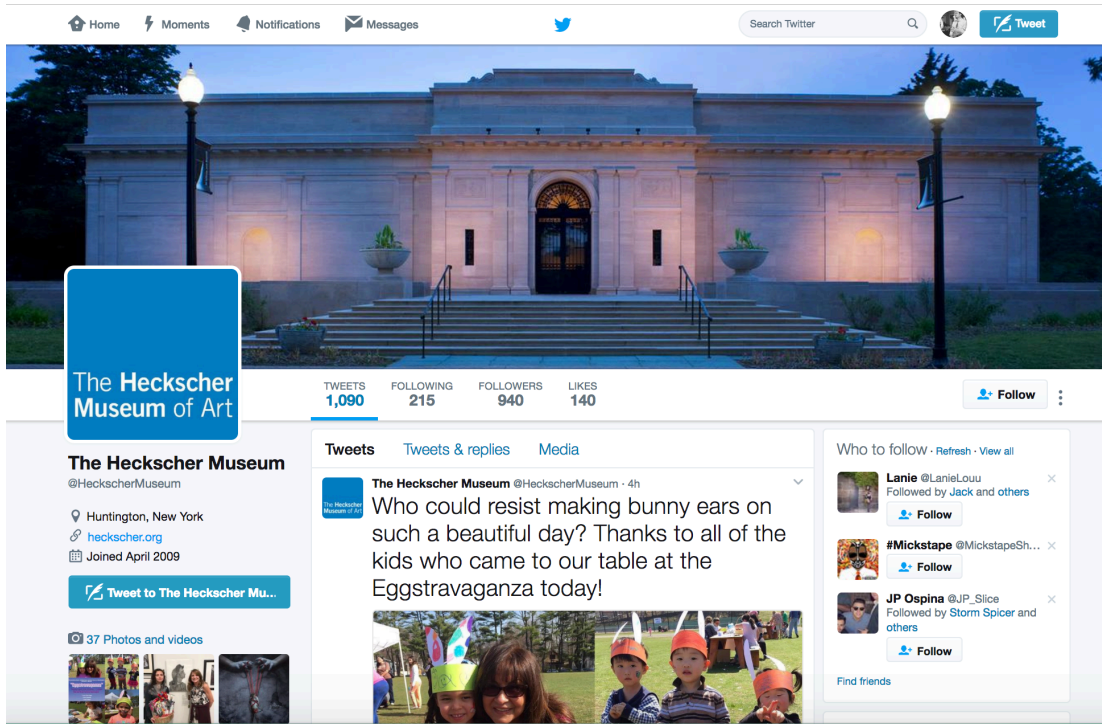 Home Moments Notifications Messages Search Twitter Tweet
The Heckscher
Museum of Art
TWEETS FOLLOWING FOLLOWERS LIKES
1,090 215 940 140
Follow
The Heckscher Museum
@HeckscherMuseum
Huntington, New York
heckscher.org
Joined April 2009
Tweet to The Heckscher Mu...
37 Photos and videos
Tweets Tweets & replies Media
The Heckscher
Museum of Art
The Heckscher Museum @HeckscherMuseum · 4h
Who could resist making bunny ears on
such a beautiful day? Thanks to all of the
kids who came to our table at the
Eggstravaganza today!
Who to follow · Refresh · View all
Lanie @LanieLouu
Followed by Jack and others
Follow
#Mickstape @MickstapeSh...
Follow
JP Ospina @JP_Slice
Followed by Storm Spicer and
others
Follow
Find friends